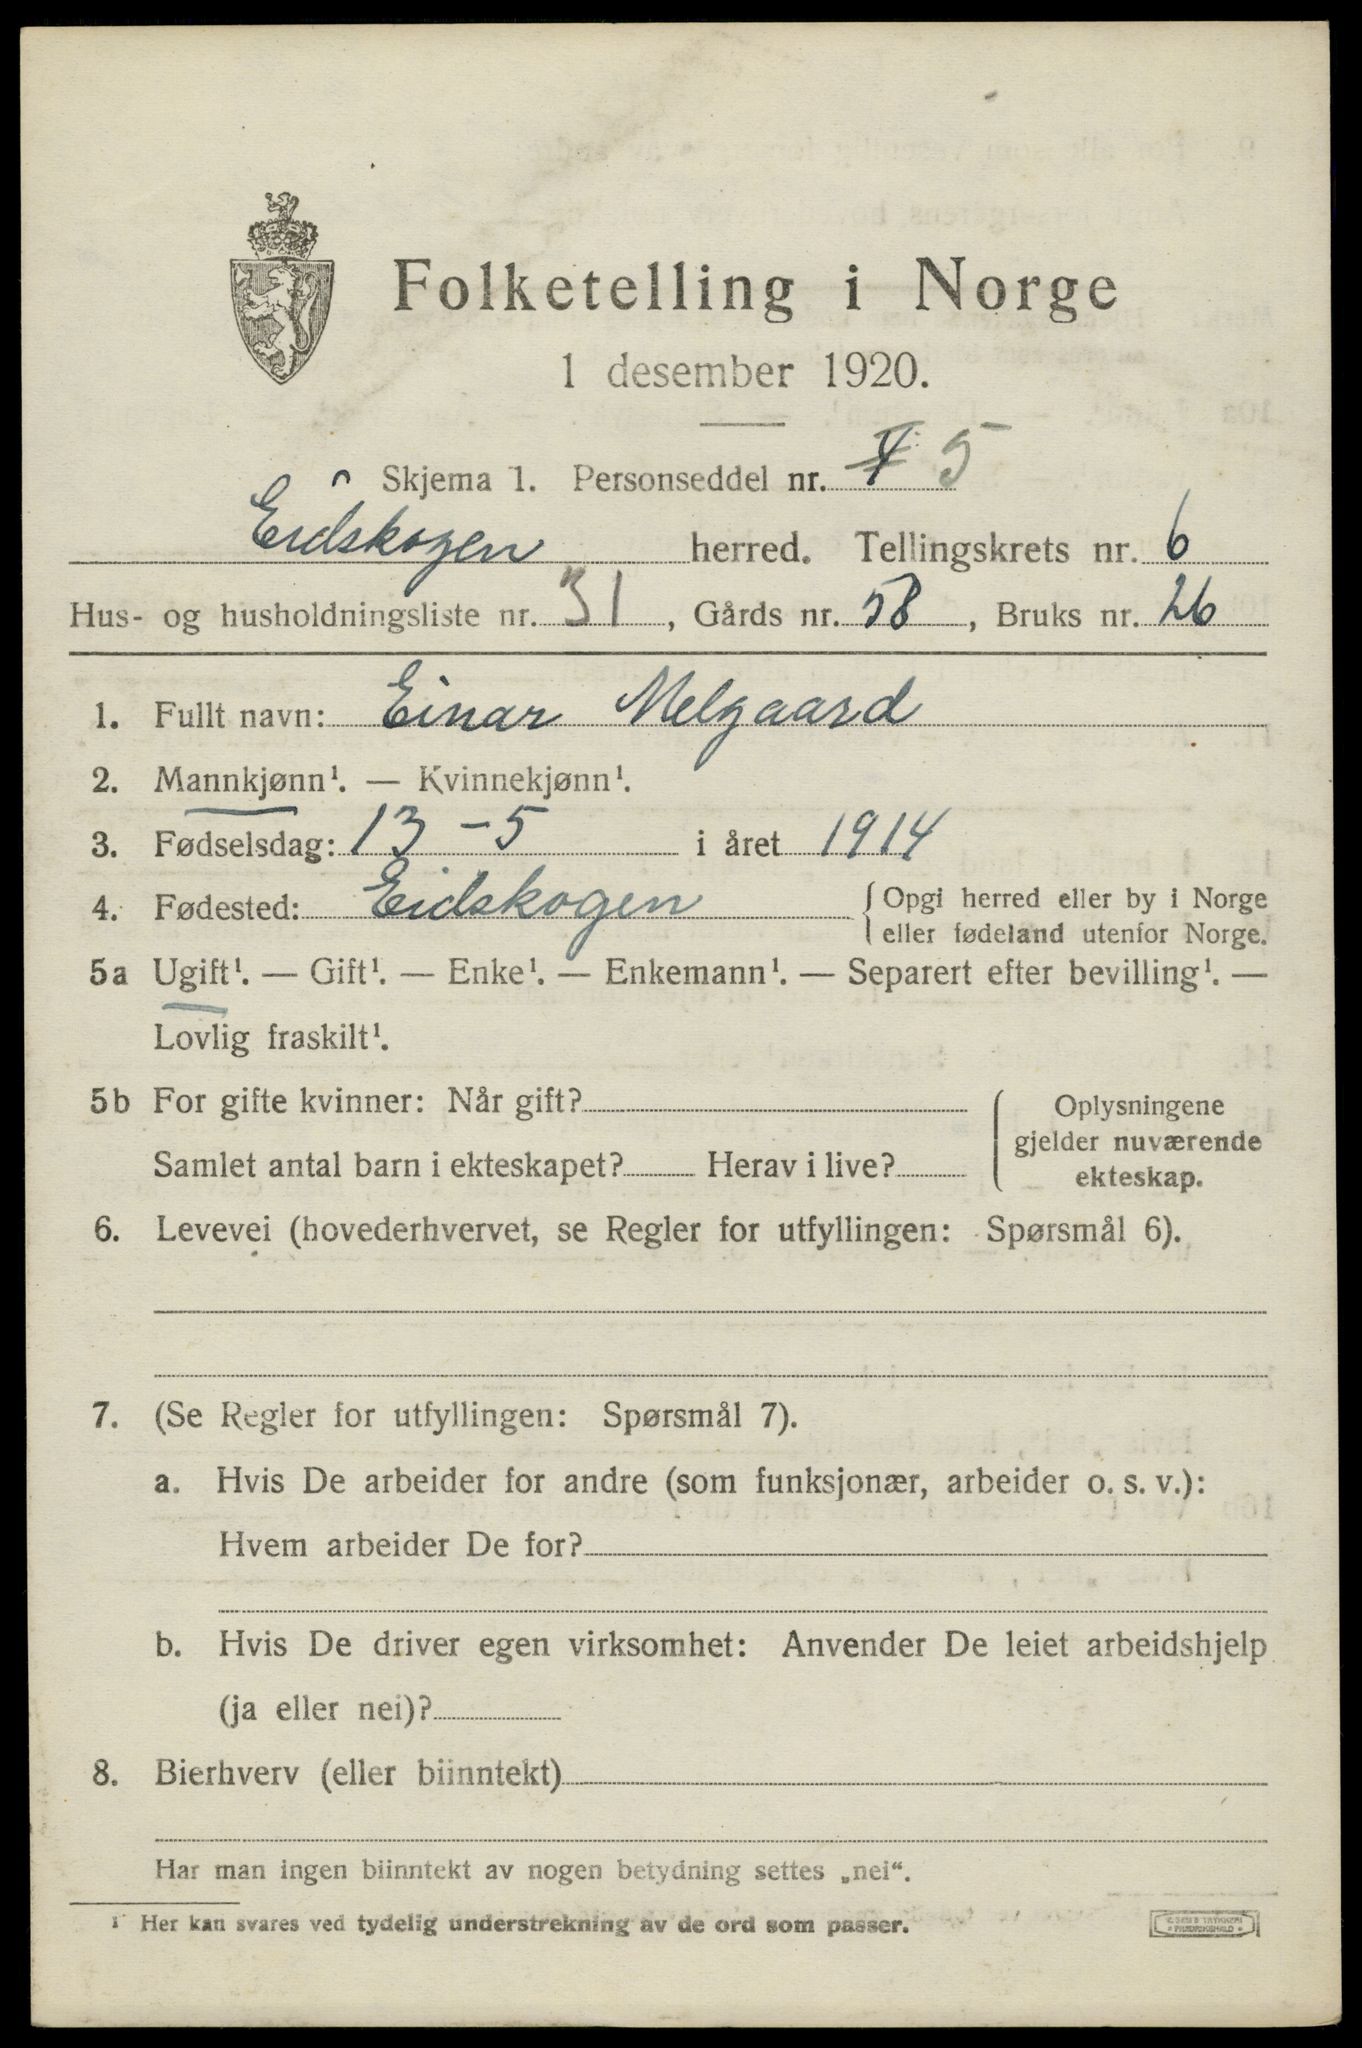 Folketelling i Norge
1 desember 1920.
Skjema 1. Personseddel nr. V 5
Eidskogen herred. Tellingskrets nr. 6
Hus- og husholdningsliste nr. 31, Gårds nr. 58, Bruks nr. 26
1. Fullt navn: Einar Melgaard
2. Mannkjønn¹. — Kvinnekjønn¹.
3. Fødselsdag: 13-5 i året 1914
4. Fødested: Eidskogen {Opgi herred eller by i Norge
eller fødeland utenfor Norge.
5a Ugift¹. — Gift¹. — Enke¹. — Enkemann¹. — Separert efter bevilling¹. —
Lovlig fraskilt¹.
5b For gifte kvinner: Når gift?
Samlet antal barn i ekteskapet? Herav i live?
Oplysningene
gjelder nuværende
ekteskap.
6. Levevei (hovederhvervet, se Regler for utfyllingen: Spørsmål 6).
7. (Se Regler for utfyllingen: Spørsmål 7).
a. Hvis De arbeider for andre (som funksjonær, arbeider o. s. v.):
Hvem arbeider De for?
b. Hvis De driver egen virksomhet: Anvender De leiet arbeidshjelp
(ja eller nei)?
8. Bierhverv (eller biinntekt)
Har man ingen biinntekt av nogen betydning settes „nei“.
¹ Her kan svares ved tydelig understrekning av de ord som passer.